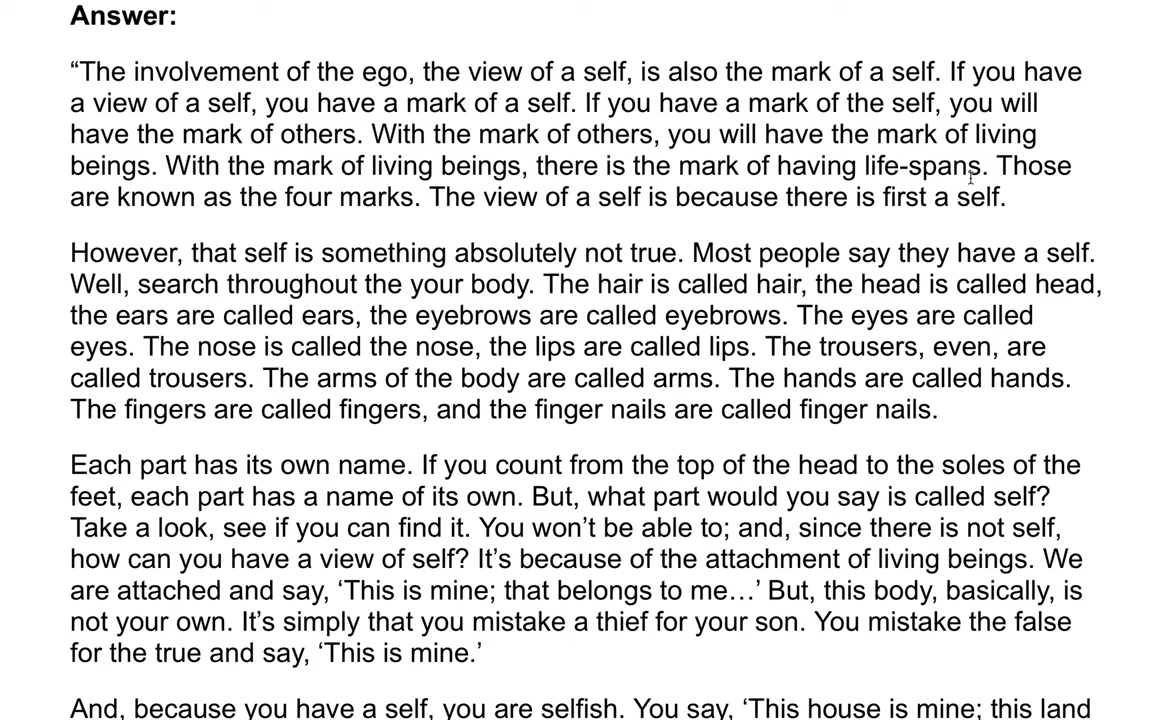 Answer:
“The involvement of the ego, the view of a self, is also the mark of a self. If you have
a view of a self, you have a mark of a self. If you have a mark of the self, you will
have the mark of others. With the mark of others, you will have the mark of living
beings. With the mark of living beings, there is the mark of having life-spans. Those
are known as the four marks. The view of a self is because there is first a self.
However, that self is something absolutely not true. Most people say they have a self.
Well, search throughout the your body. The hair is called hair, the head is called head,
the ears are called ears, the eyebrows are called eyebrows. The eyes are called
eyes. The nose is called the nose, the lips are called lips. The trousers, even, are
called trousers. The arms of the body are called arms. The hands are called hands.
The fingers are called fingers, and the finger nails are called finger nails.
Each part has its own name. If you count from the top of the head to the soles of the
feet, each part has a name of its own. But, what part would you say is called self?
Take a look, see if you can find it. You won’t be able to; and, since there is not self,
how can you have a view of self? It’s because of the attachment of living beings. We
are attached and say, ‘This is mine; that belongs to me…’ But, this body, basically, is
not your own. It’s simply that you mistake a thief for your son. You mistake the false
for the true and say, ‘This is mine.’
And, because you have a self, you are selfish. You say, ‘This house is mine; this land